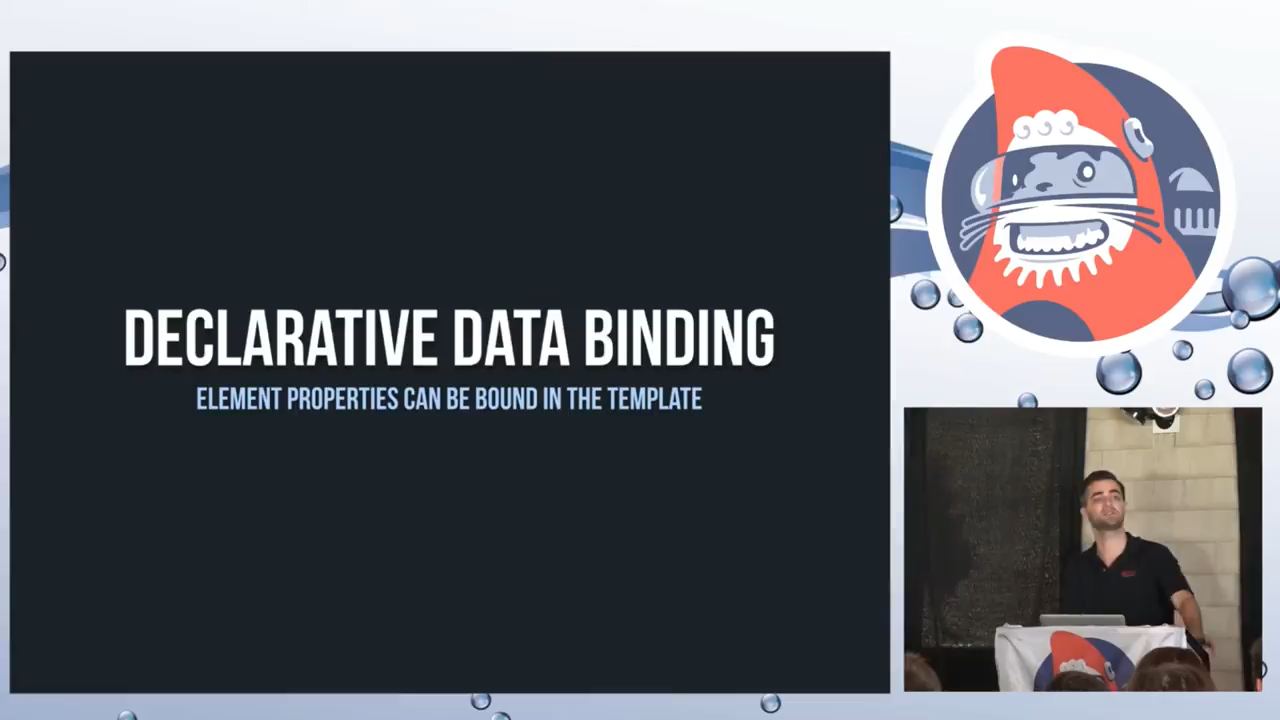 DECLARATIVE DATA BINDING
ELEMENT PROPERTIES CAN BE BOUND IN THE TEMPLATE